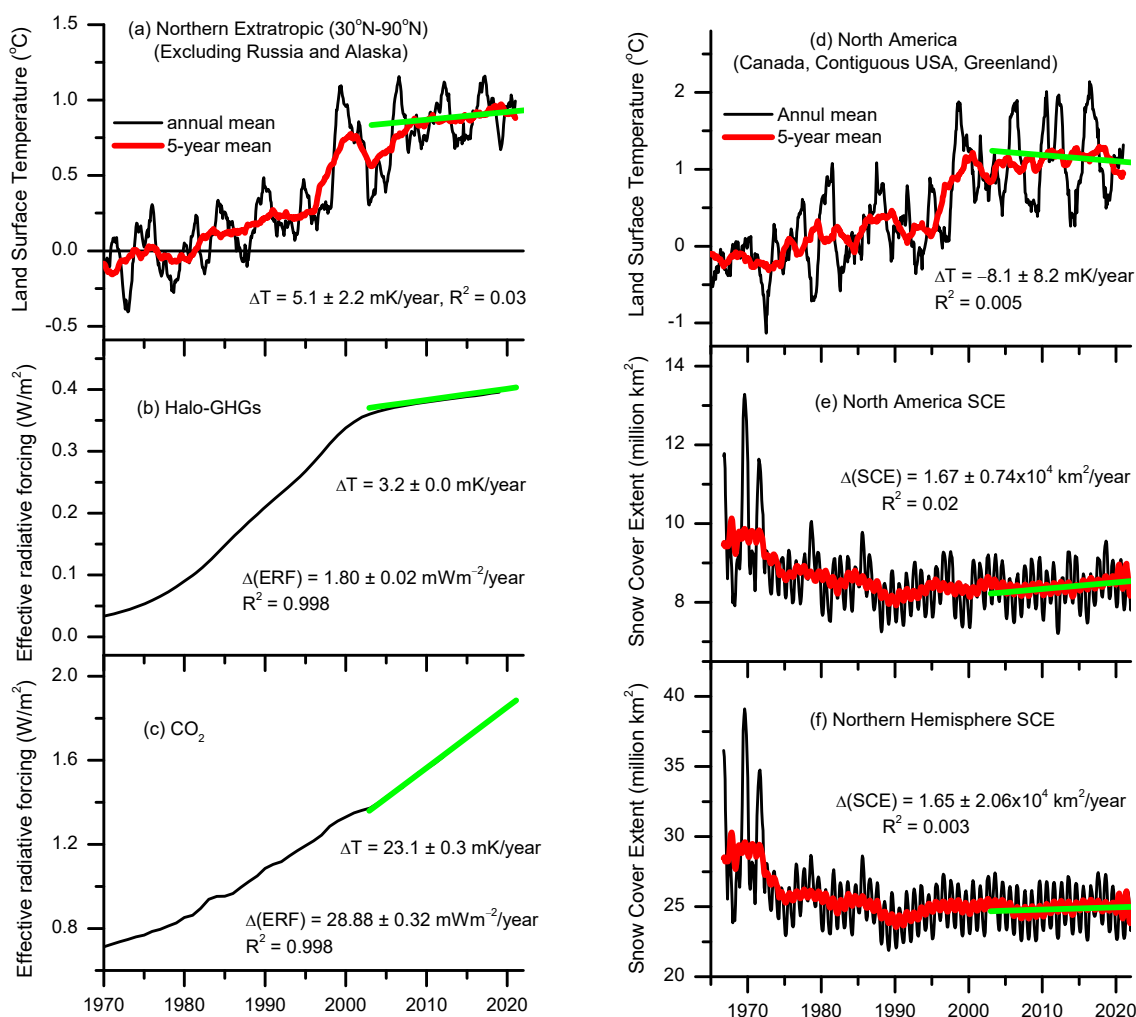 (a) Northern Extratropic (30°N-90°N)
(Excluding Russia and Alaska)
Land Surface Temperature (°C)
1.5
1.0
0.5
0.0
-0.5
annual mean
5-year mean
ΔT = 5.1 ± 2.2 mK/year, R² = 0.03
(b) Halo-GHGs
Effective radiative forcing (W/m²)
0.4
0.3
0.2
0.1
0.0
ΔT = 3.2 ± 0.0 mK/year
Δ(ERF) = 1.80 ± 0.02 mWm⁻²/year
R² = 0.998
(c) CO₂
Effective radiative forcing (W/m²)
2.0
1.6
1.2
0.8
ΔT = 23.1 ± 0.3 mK/year
Δ(ERF) = 28.88 ± 0.32 mWm⁻²/year
R² = 0.998
1970 1980 1990 2000 2010 2020
(d) North America
(Canada, Contiguous USA, Greenland)
Land Surface Temperature (°C)
2
1
0
-1
Annul mean
5-year mean
ΔT = −8.1 ± 8.2 mK/year
R² = 0.005
(e) North America SCE
Snow Cover Extent (million km²)
14
13
12
11
10
9
8
Δ(SCE) = 1.67 ± 0.74x10⁴ km²/year
R² = 0.02
(f) Northern Hemisphere SCE
Snow Cover Extent (million km²)
40
35
30
25
20
Δ(SCE) = 1.65 ± 2.06x10⁴ km²/year
R² = 0.003
1970 1980 1990 2000 2010 2020